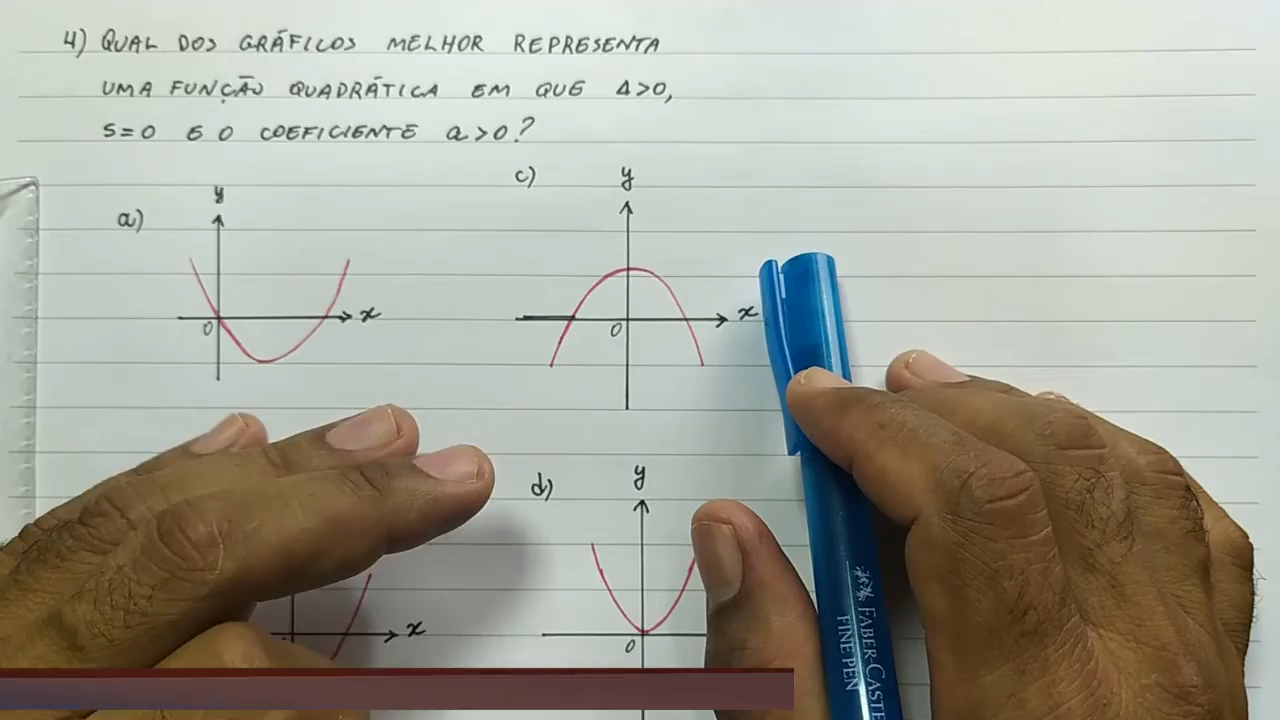 4) QUAL DOS GRÁFICOS MELHOR REPRESENTA
UMA FUNÇÃO QUADRÁTICA EM QUE Δ>0,
S=0 E O COEFICIENTE a>0?
a)
y
0
x
c)
y
0
x
x
d)
y
0
FABER-CASTE
FINE PEN